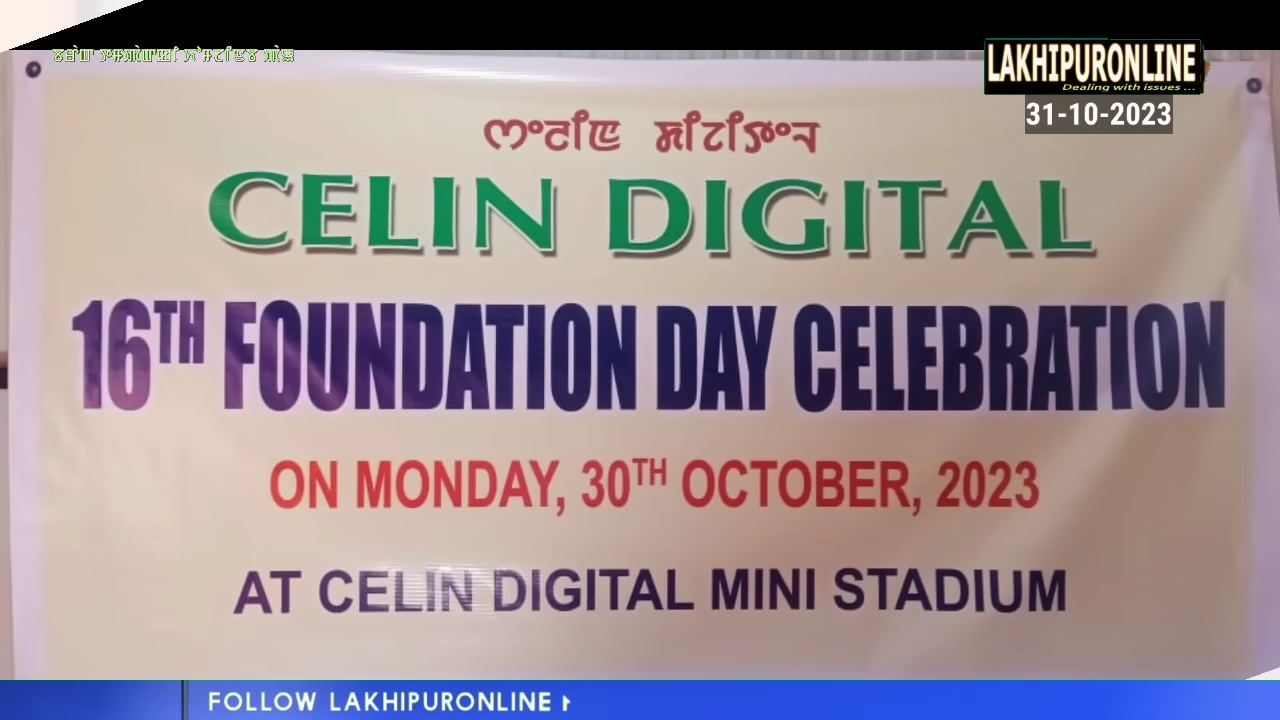 LAKHIPURONLINE
Dealing with issues ...
31-10-2023
CELIN DIGITAL
16TH FOUNDATION DAY CELEBRATION
ON MONDAY, 30TH OCTOBER, 2023
AT CELIN DIGITAL MINI STADIUM
FOLLOW LAKHIPURONLINE